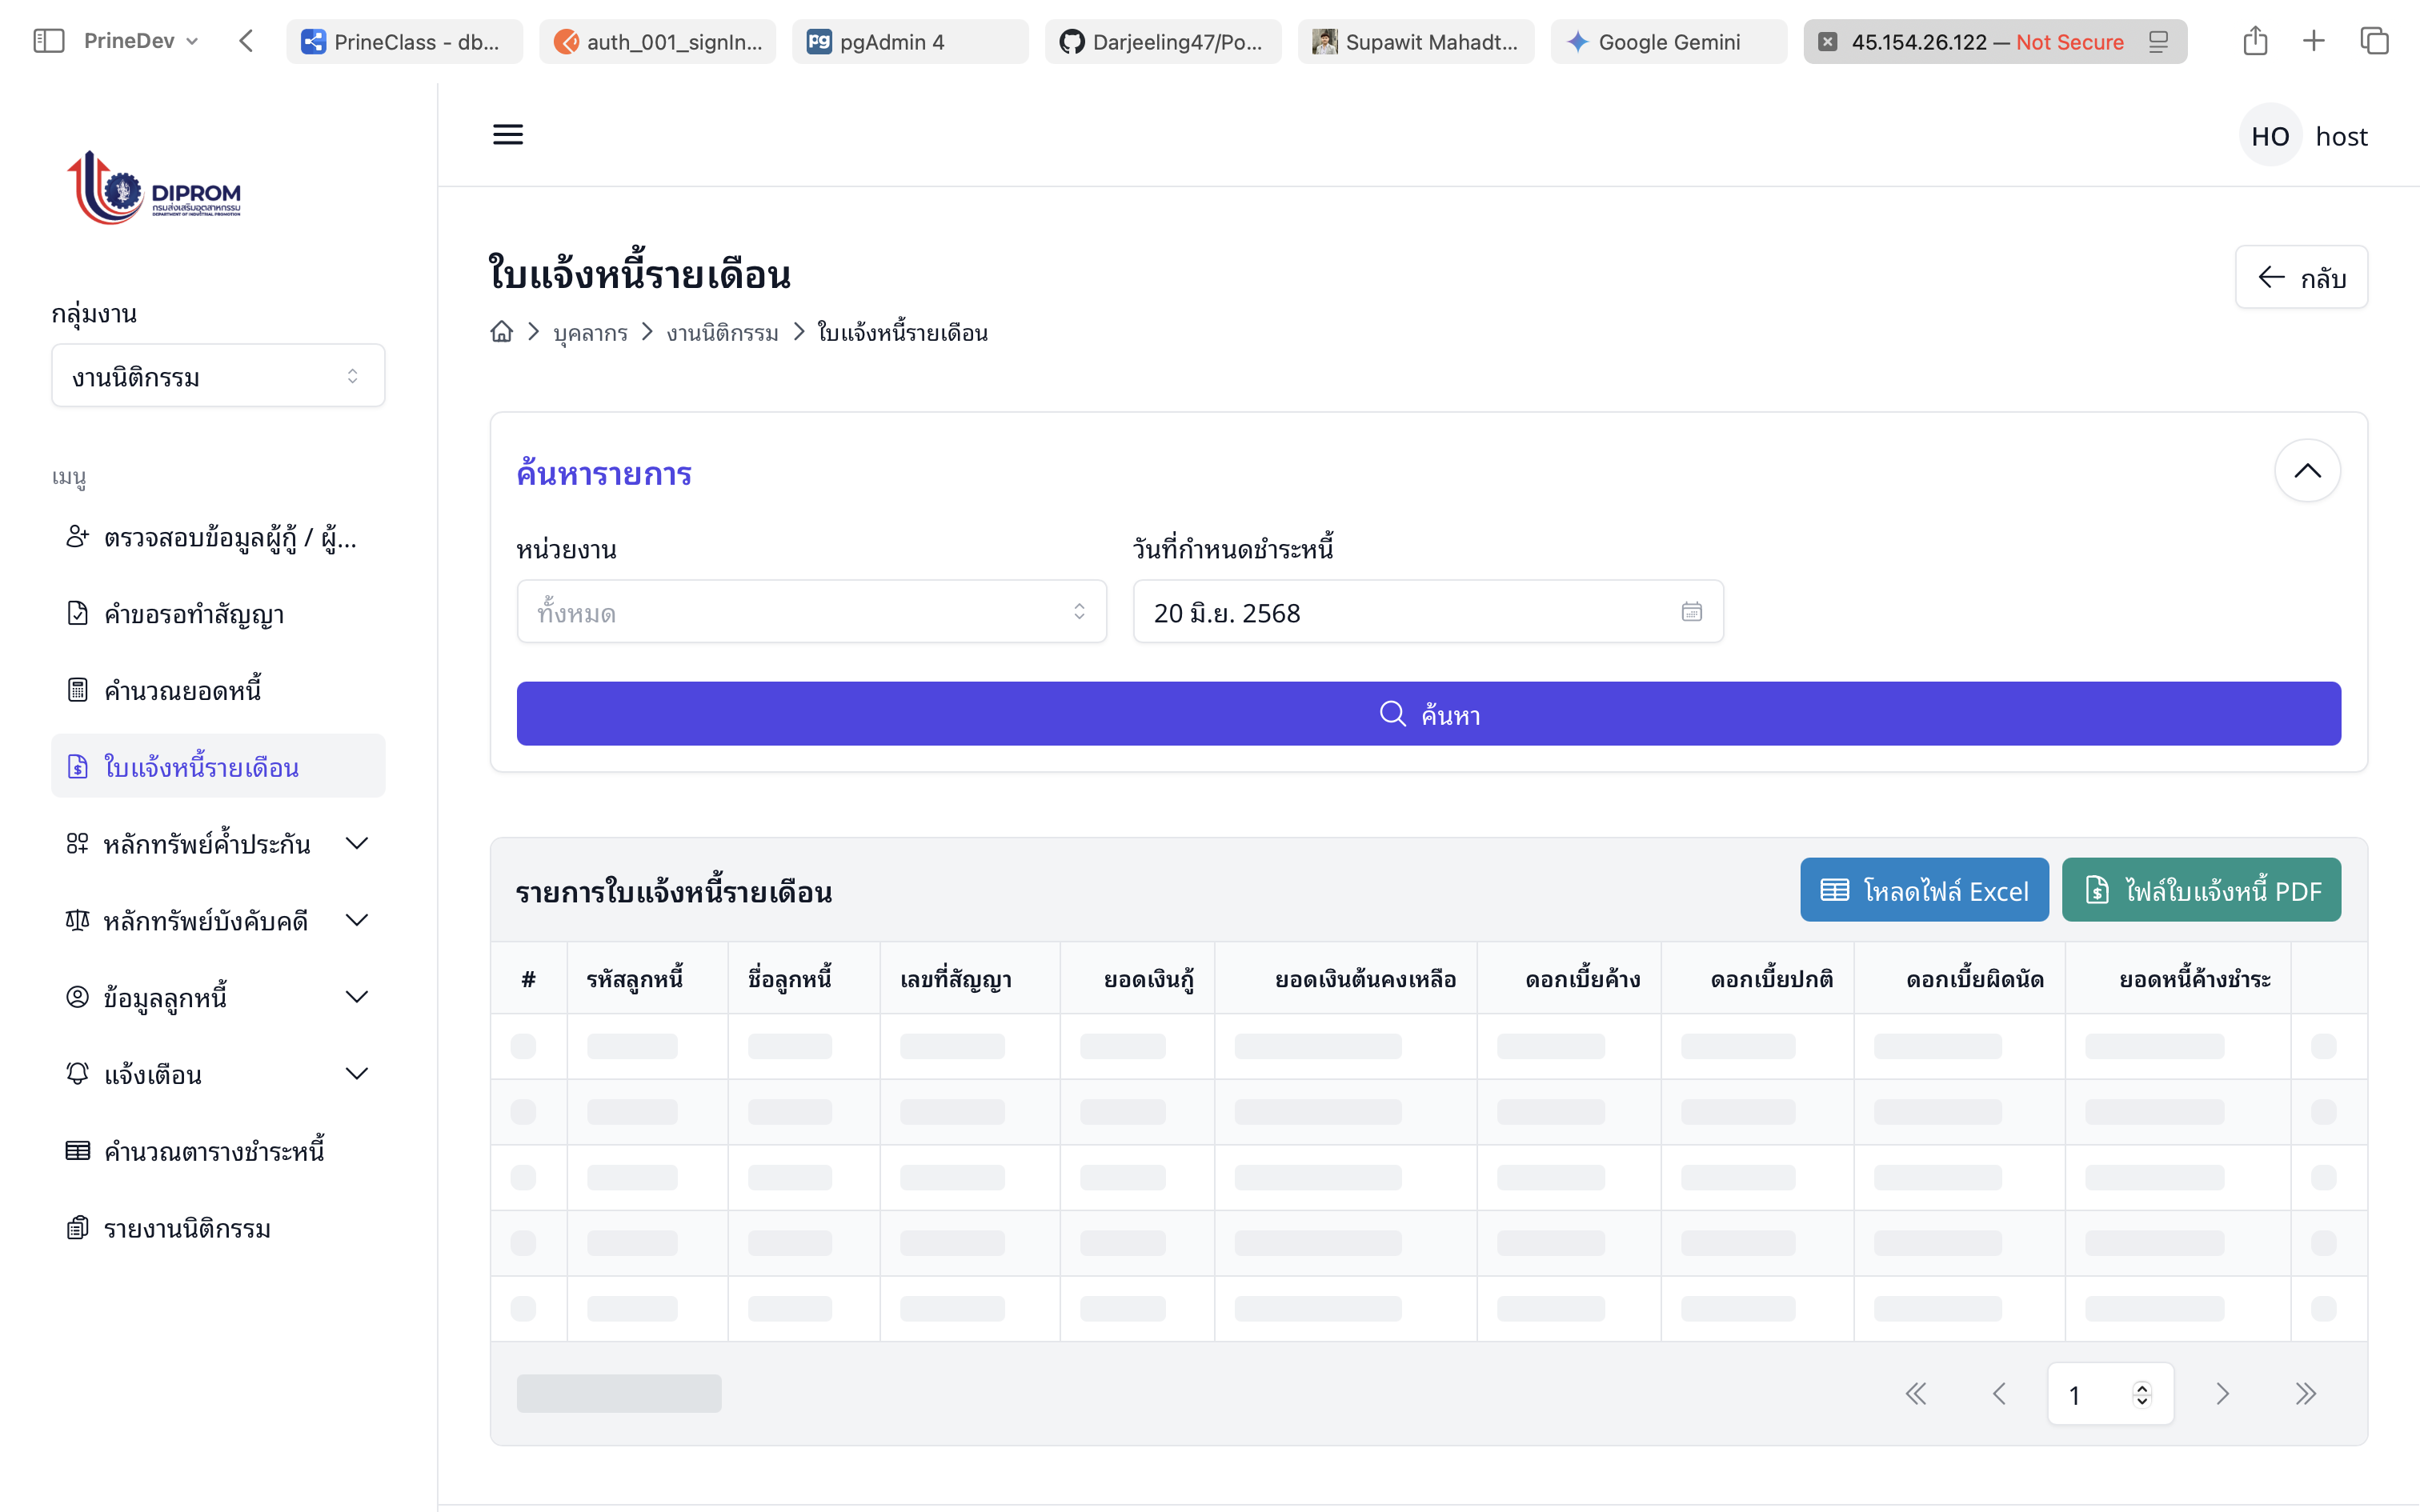 PrineDev
PrineClass - db...
auth_001_signIn...
pgAdmin 4
Darjeeling47/Po...
Supawit Mahadt...
Google Gemini
45.154.26.122 — Not Secure
DIPROM
กรมส่งเสริมอุตสาหกรรม
DEPARTMENT OF INDUSTRIAL PROMOTION
HO host
กลุ่มงาน
งานนิติกรรม
เมนู
ตรวจสอบข้อมูลผู้กู้ / ผู้...
คำขอรอทำสัญญา
คำนวณยอดหนี้
ใบแจ้งหนี้รายเดือน
หลักทรัพย์ค้ำประกัน
หลักทรัพย์บังคับคดี
ข้อมูลลูกหนี้
แจ้งเตือน
คำนวณตารางชำระหนี้
รายงานนิติกรรม
ใบแจ้งหนี้รายเดือน
กลับ
บุคลากร งานนิติกรรม ใบแจ้งหนี้รายเดือน
ค้นหารายการ
หน่วยงาน วันที่กำหนดชำระหนี้
ทั้งหมด 20 มิ.ย. 2568
ค้นหา
รายการใบแจ้งหนี้รายเดือน โหลดไฟล์ Excel ไฟล์ใบแจ้งหนี้ PDF
# รหัสลูกหนี้ ชื่อลูกหนี้ เลขที่สัญญา ยอดเงินกู้ ยอดเงินต้นคงเหลือ ดอกเบี้ยค้าง ดอกเบี้ยปกติ ดอกเบี้ยผิดนัด ยอดหนี้ค้างชำระ
1